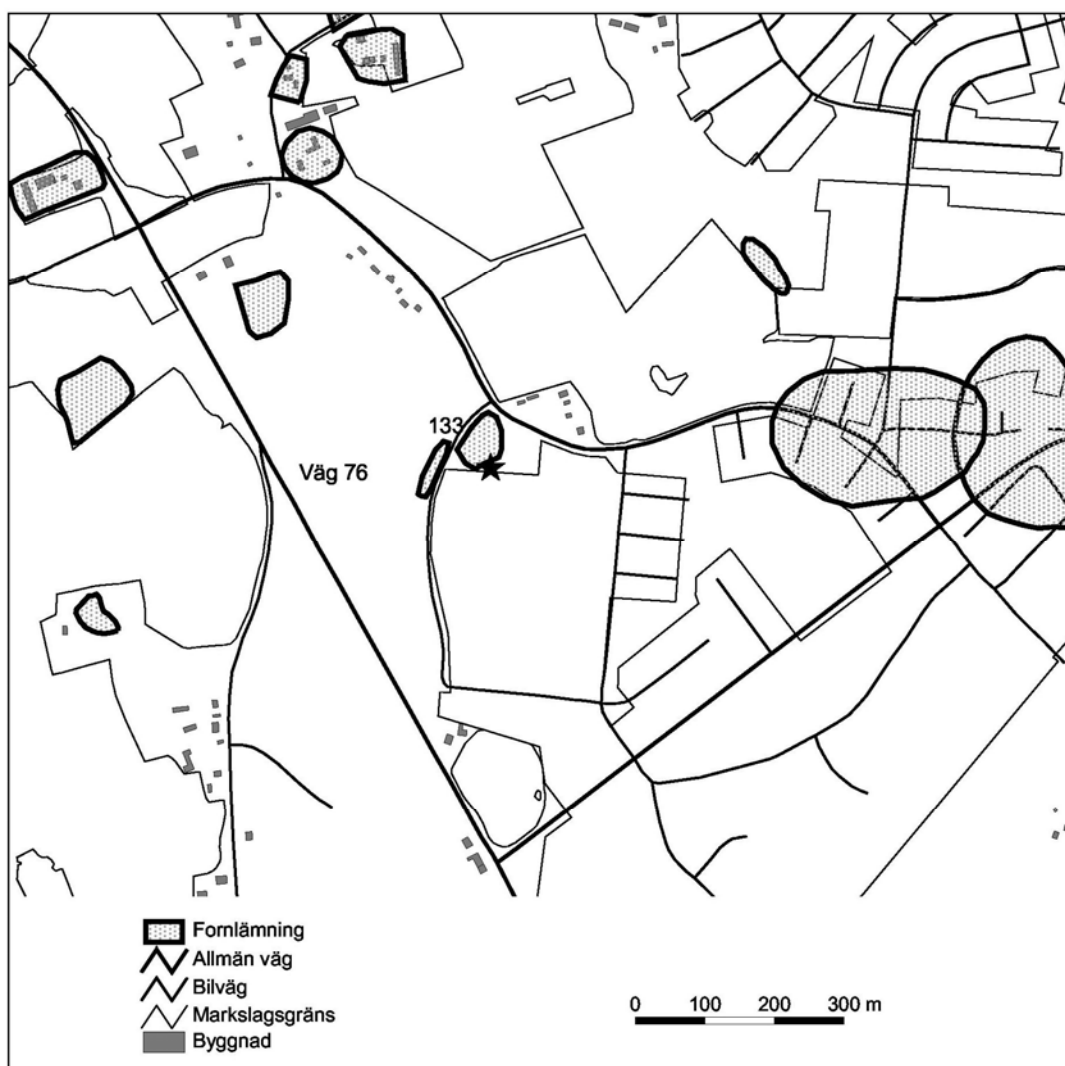 133
Väg 76
Fornlämning
Allmän väg
Bilväg
Markslagsgräns
Byggnad
0 100 200 300 m